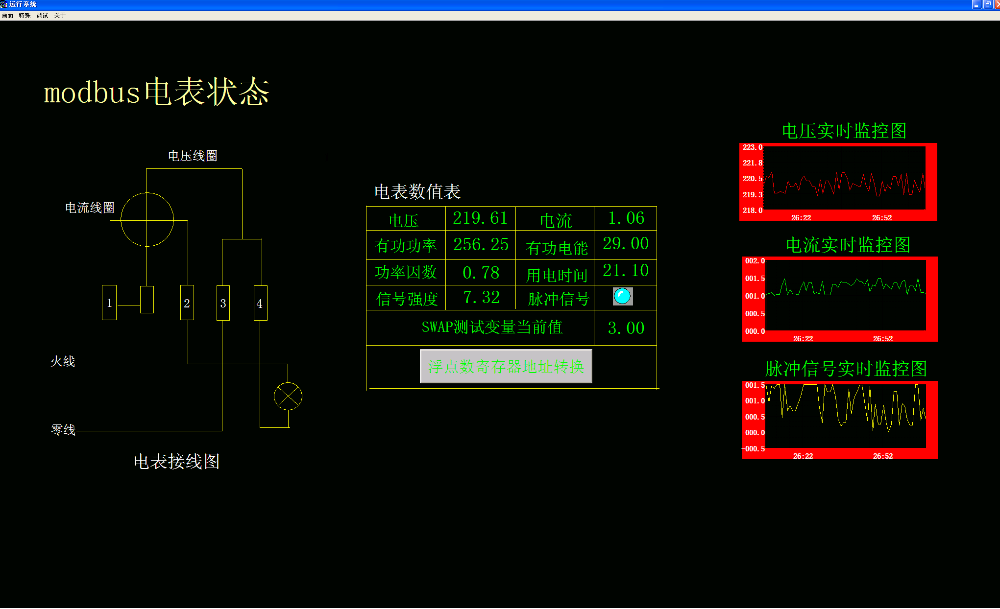 运行系统
画面 特殊 调试 关于
modbus电表状态
电压线圈
电流线圈
1
2
3
4
火线
零线
电表接线图
电表数值表
电压 219.61 电流 1.06
有功功率 256.25 有功电能 29.00
功率因数 0.78 用电时间 21.10
信号强度 7.32 脉冲信号
SWAP测试变量当前值 3.00
浮点数寄存器地址转换
电压实时监控图
223.0
221.8
220.5
219.3
218.0
26:22 26:52
电流实时监控图
002.0
001.5
001.0
000.5
000.0
26:22 26:52
脉冲信号实时监控图
001.5
001.0
000.5
000.0
-000.5
26:22 26:52